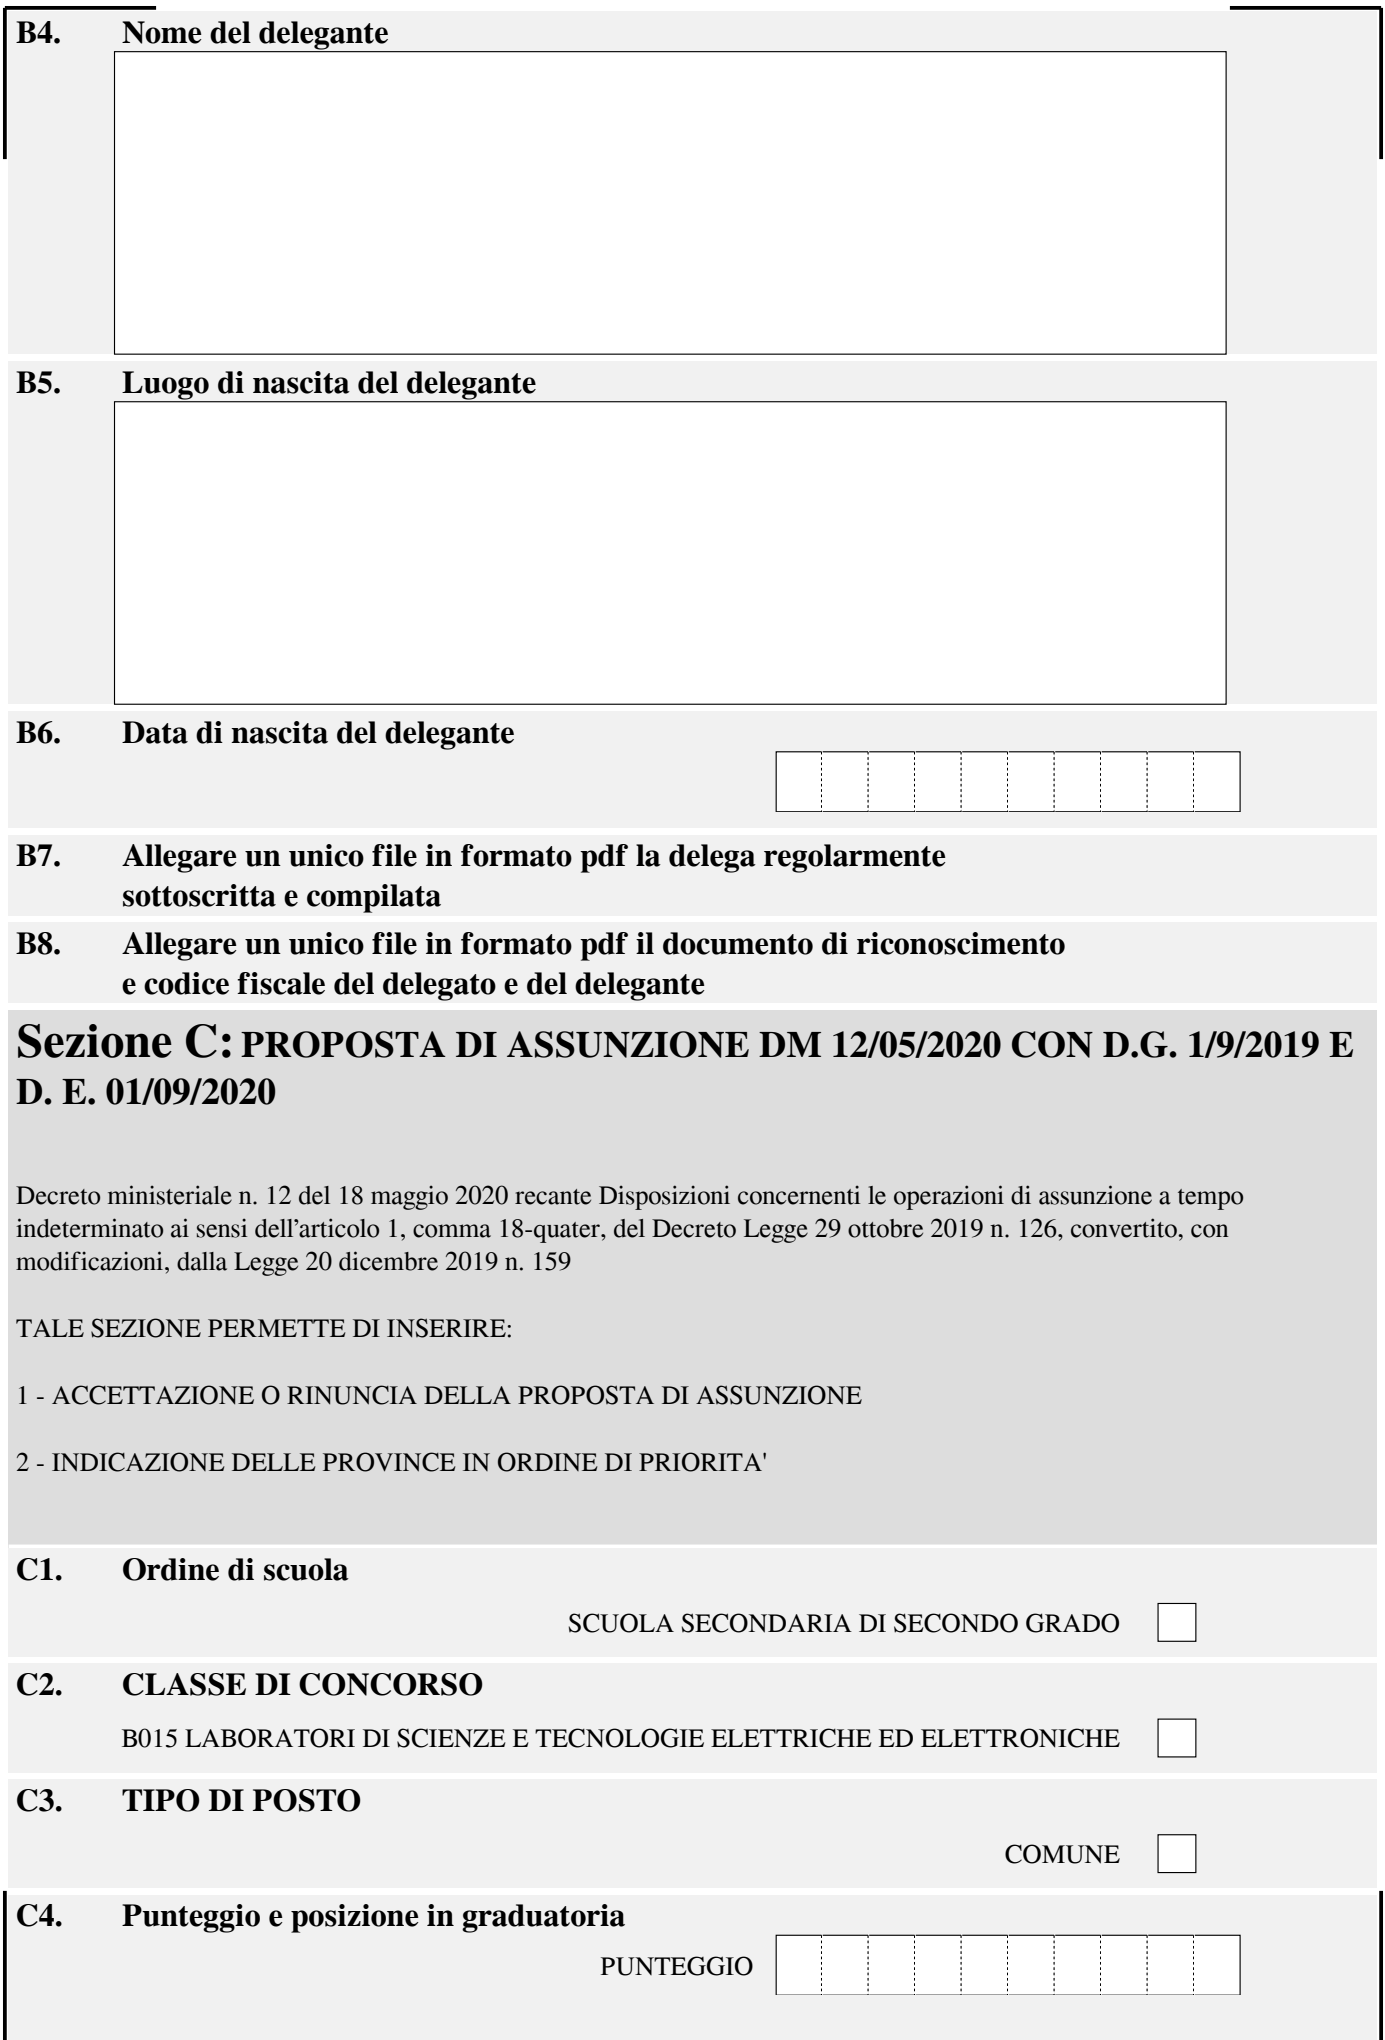 B4. Nome del delegante
B5. Luogo di nascita del delegante
B6. Data di nascita del delegante
B7. Allegare un unico file in formato pdf la delega regolarmente
sottoscritta e compilata
B8. Allegare un unico file in formato pdf il documento di riconoscimento
e codice fiscale del delegato e del delegante
Sezione C: PROPOSTA DI ASSUNZIONE DM 12/05/2020 CON D.G. 1/9/2019 E
D. E. 01/09/2020
Decreto ministeriale n. 12 del 18 maggio 2020 recante Disposizioni concernenti le operazioni di assunzione a tempo
indeterminato ai sensi dell'articolo 1, comma 18-quater, del Decreto Legge 29 ottobre 2019 n. 126, convertito, con
modificazioni, dalla Legge 20 dicembre 2019 n. 159
TALE SEZIONE PERMETTE DI INSERIRE:
1 - ACCETTAZIONE O RINUNCIA DELLA PROPOSTA DI ASSUNZIONE
2 - INDICAZIONE DELLE PROVINCE IN ORDINE DI PRIORITA'
C1. Ordine di scuola
SCUOLA SECONDARIA DI SECONDO GRADO
C2. CLASSE DI CONCORSO
B015 LABORATORI DI SCIENZE E TECNOLOGIE ELETTRICHE ED ELETTRONICHE
C3. TIPO DI POSTO
COMUNE
C4. Punteggio e posizione in graduatoria
PUNTEGGIO